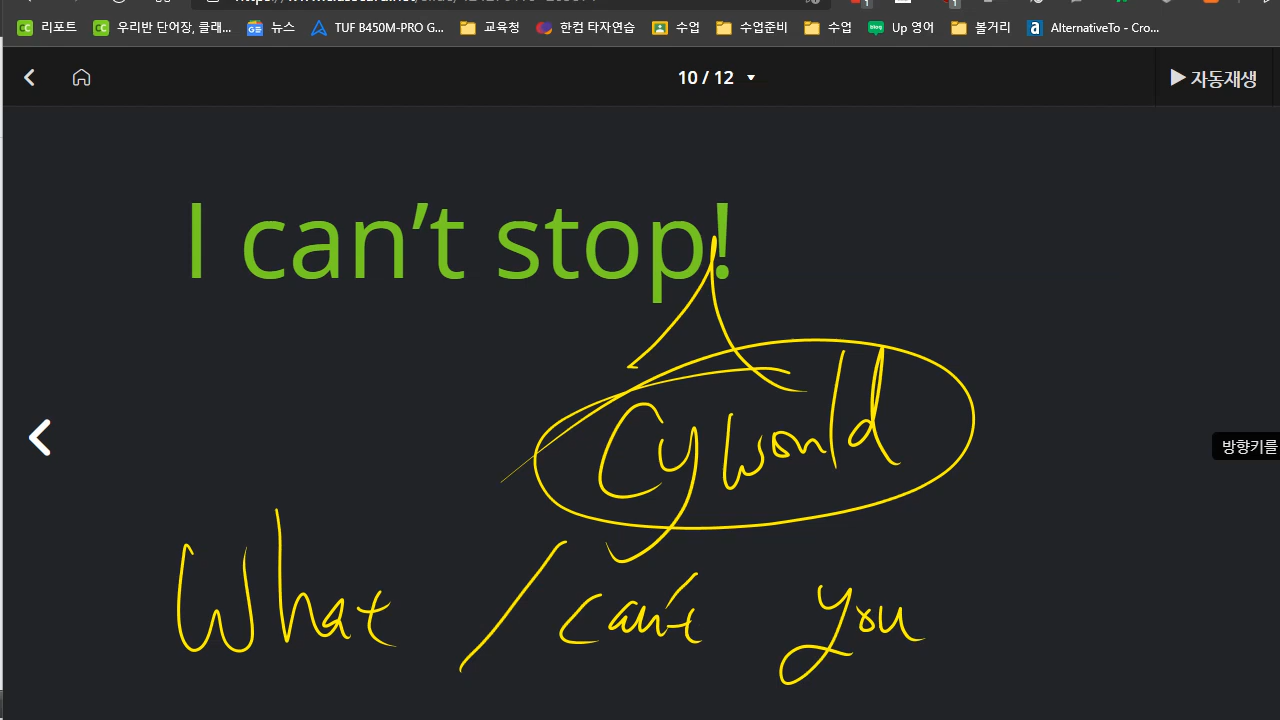 리포트 우리반 단어장, 클래... 뉴스 TUF B450M-PRO G... 교육청 한컴 타자연습 수업 수업준비 수업 Up 영어 볼거리 AlternativeTo - Cro...
10 / 12 ▶ 자동재생
I can’t stop!
Cyworld
방향키를
What / can't you